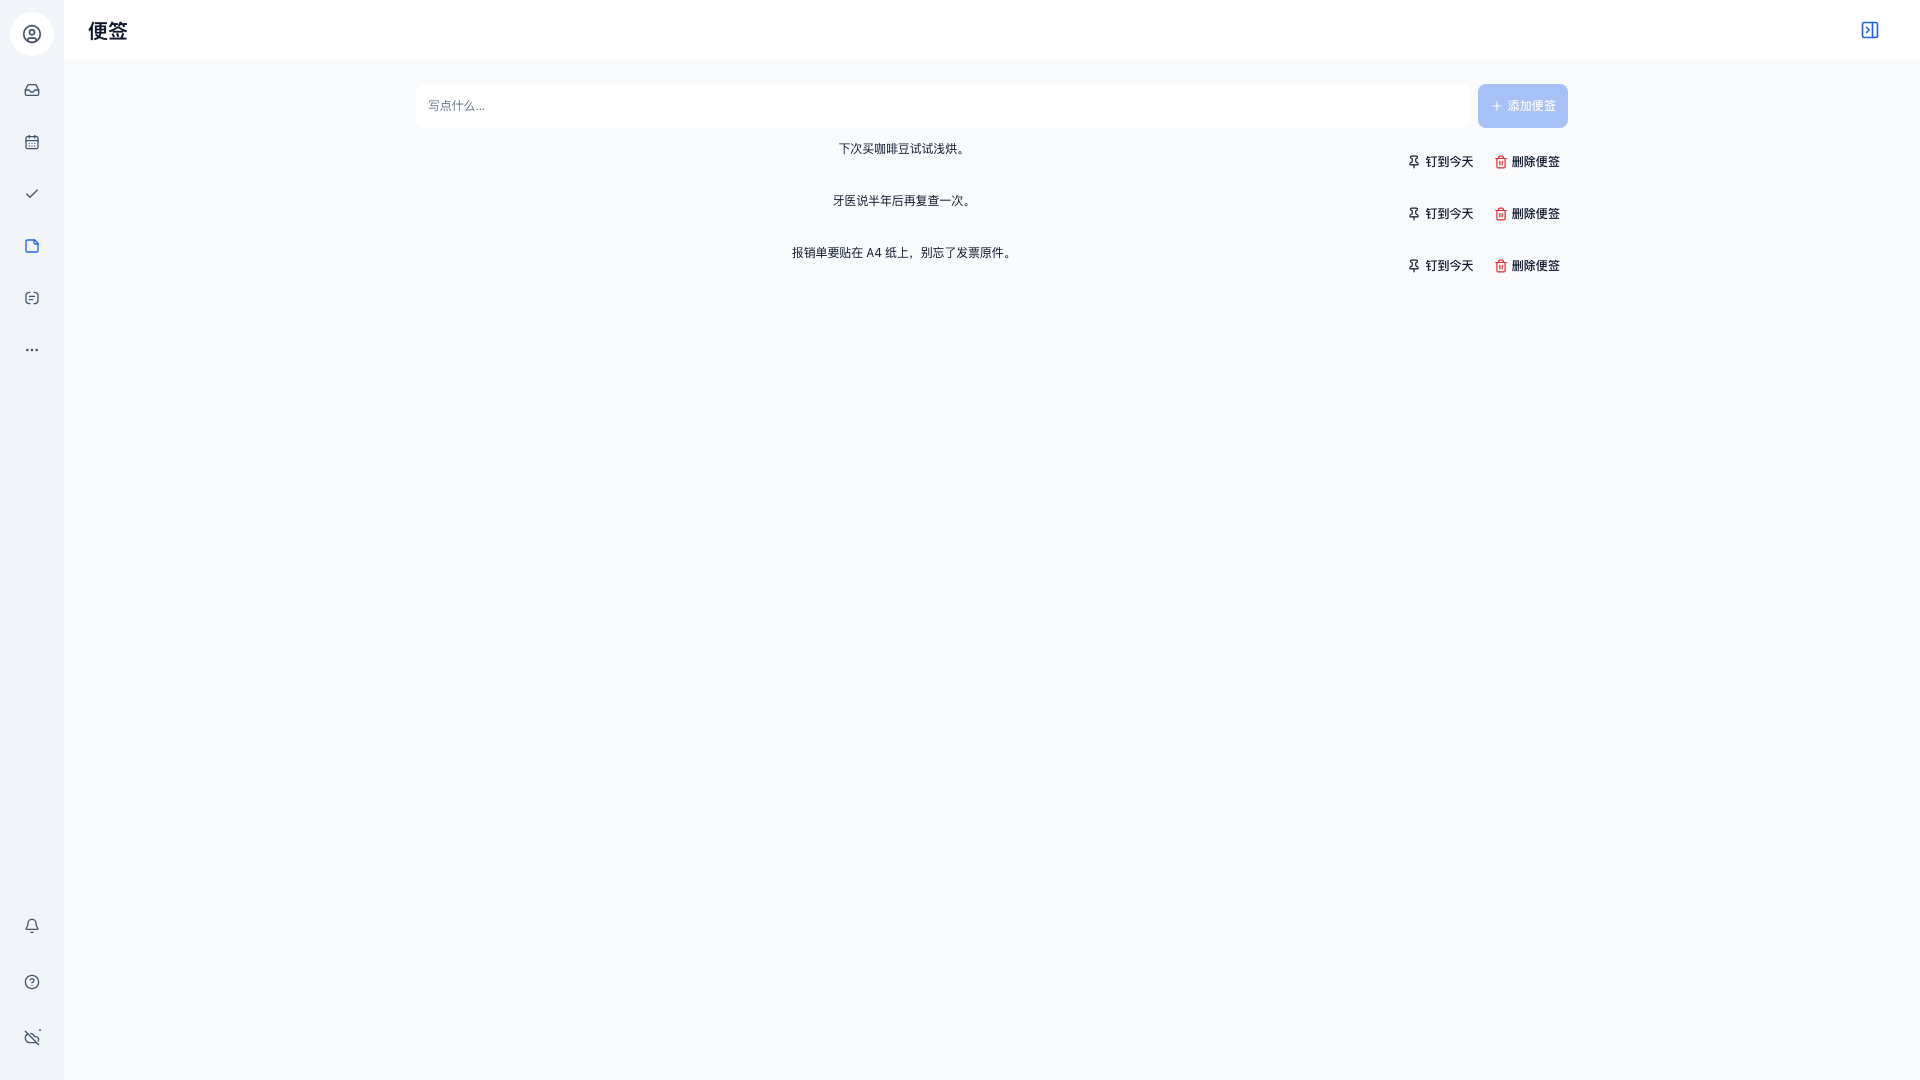 便签
写点什么...
添加便签
下次买咖啡豆试试浅烘。
钉到今天 删除便签
牙医说半年后再复查一次。
钉到今天 删除便签
报销单要贴在 A4 纸上，别忘了发票原件。
钉到今天 删除便签